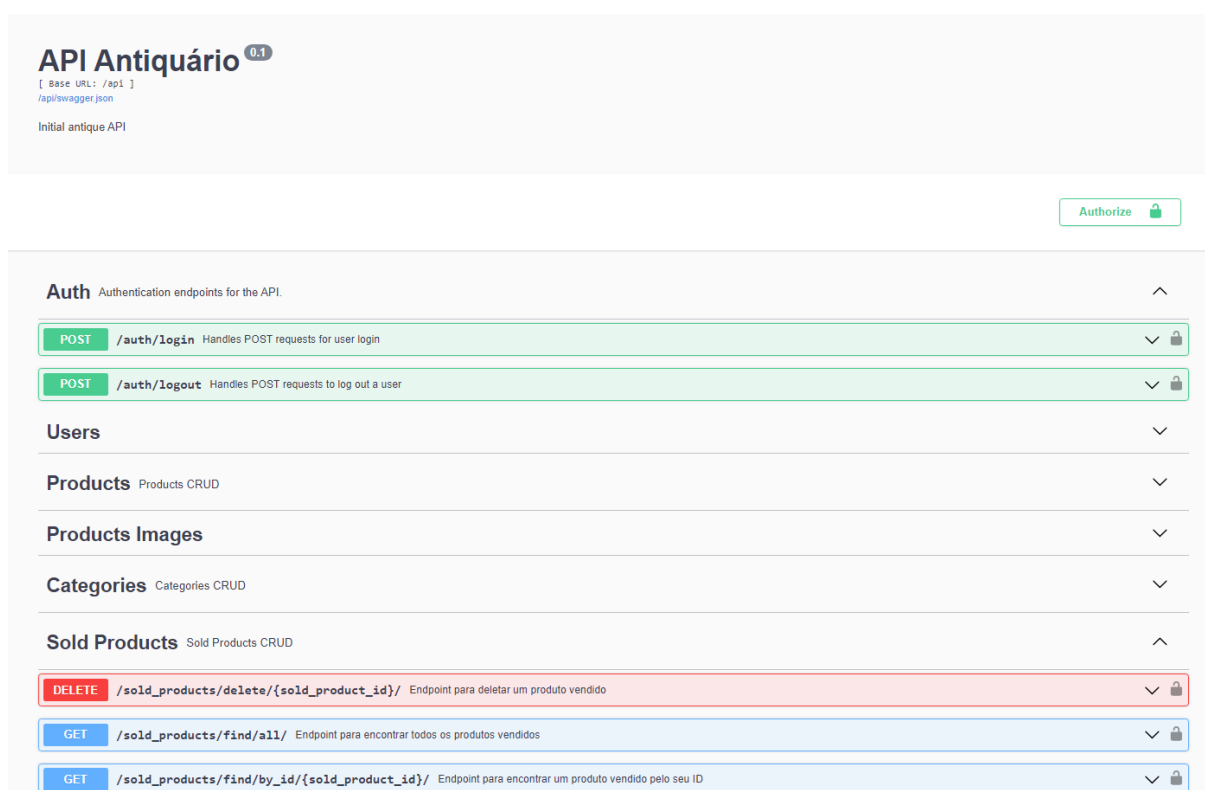 API Antiquário 0.1
[ Base URL: /api ]
/api/swagger.json
Initial antique API
Authorize
Auth Authentication endpoints for the API.
POST /auth/login Handles POST requests for user login
POST /auth/logout Handles POST requests to log out a user
Users
Products Products CRUD
Products Images
Categories Categories CRUD
Sold Products Sold Products CRUD
DELETE /sold_products/delete/{sold_product_id}/ Endpoint para deletar um produto vendido
GET /sold_products/find/all/ Endpoint para encontrar todos os produtos vendidos
GET /sold_products/find/by_id/{sold_product_id}/ Endpoint para encontrar um produto vendido pelo seu ID